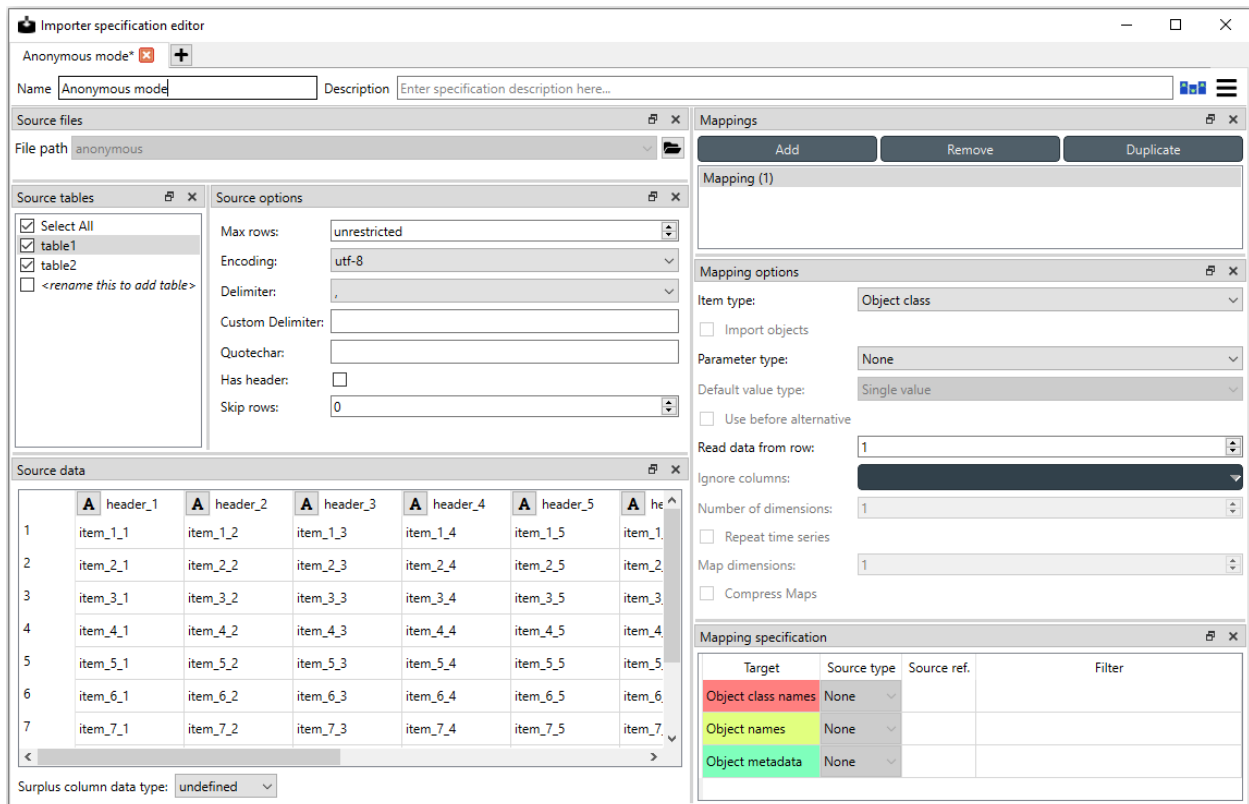 Importer specification editor
Anonymous mode*
Name Anonymous mode Description Enter specification description here...
Source files
File path anonymous
Source tables
Select All
table1
table2
<rename this to add table>
Source options
Max rows: unrestricted
Encoding: utf-8
Delimiter: ,
Custom Delimiter:
Quotechar:
Has header:
Skip rows: 0
Source data
A header_1 A header_2 A header_3 A header_4 A header_5 A he
1 item_1_1 item_1_2 item_1_3 item_1_4 item_1_5 item_1_
2 item_2_1 item_2_2 item_2_3 item_2_4 item_2_5 item_2_
3 item_3_1 item_3_2 item_3_3 item_3_4 item_3_5 item_3_
4 item_4_1 item_4_2 item_4_3 item_4_4 item_4_5 item_4_
5 item_5_1 item_5_2 item_5_3 item_5_4 item_5_5 item_5_
6 item_6_1 item_6_2 item_6_3 item_6_4 item_6_5 item_6_
7 item_7_1 item_7_2 item_7_3 item_7_4 item_7_5 item_7_
Surplus column data type: undefined
Mappings
Add Remove Duplicate
Mapping (1)
Mapping options
Item type: Object class
Import objects
Parameter type: None
Default value type: Single value
Use before alternative
Read data from row: 1
Ignore columns:
Number of dimensions: 1
Repeat time series
Map dimensions: 1
Compress Maps
Mapping specification
Target Source type Source ref. Filter
Object class names None
Object names None
Object metadata None